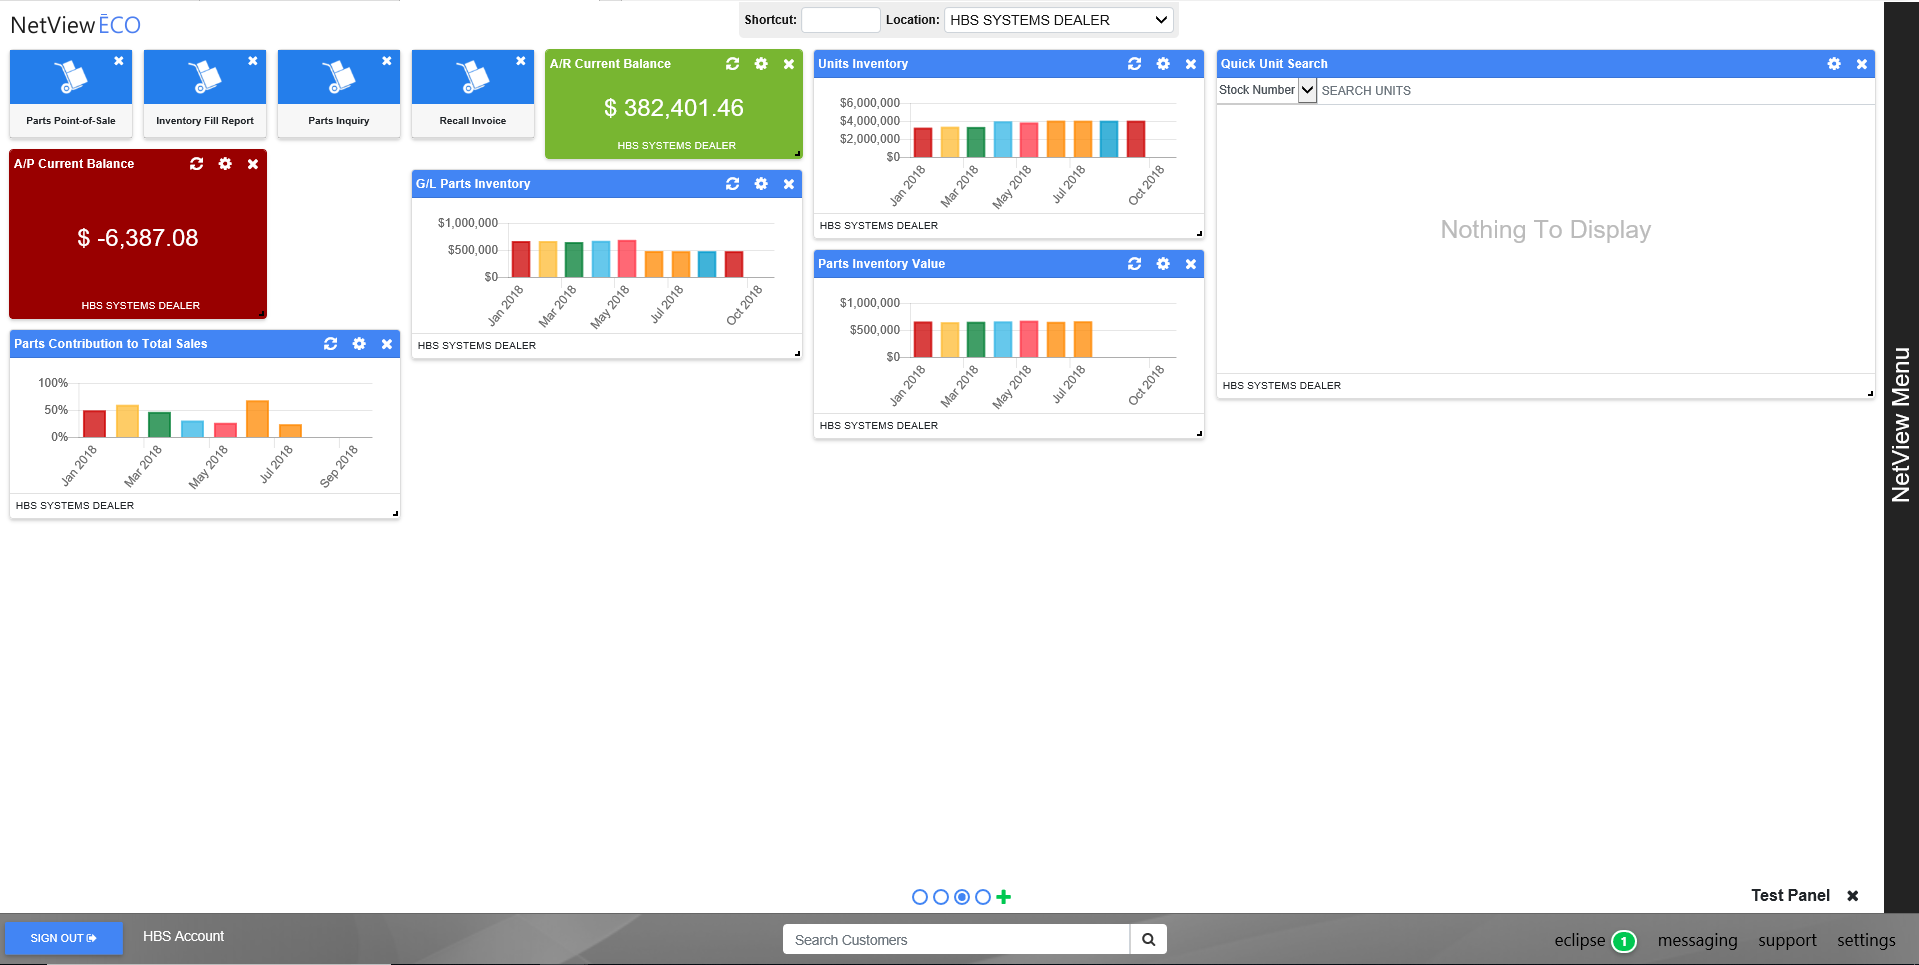 NetView ĒCO
Shortcut:
Location: HBS SYSTEMS DEALER
Parts Point-of-Sale
Inventory Fill Report
Parts Inquiry
Recall Invoice
A/R Current Balance
$ 382,401.46
HBS SYSTEMS DEALER
Units Inventory
$6,000,000
$4,000,000
$2,000,000
$0
Jan 2018
Mar 2018
May 2018
Jul 2018
Oct 2018
HBS SYSTEMS DEALER
Quick Unit Search
Stock Number SEARCH UNITS
Nothing To Display
HBS SYSTEMS DEALER
A/P Current Balance
$ -6,387.08
HBS SYSTEMS DEALER
G/L Parts Inventory
$1,000,000
$500,000
$0
Jan 2018
Mar 2018
May 2018
Jul 2018
Oct 2018
HBS SYSTEMS DEALER
Parts Inventory Value
$1,000,000
$500,000
$0
Jan 2018
Mar 2018
May 2018
Jul 2018
Oct 2018
HBS SYSTEMS DEALER
Parts Contribution to Total Sales
100%
50%
0%
Jan 2018
Mar 2018
May 2018
Jul 2018
Sep 2018
HBS SYSTEMS DEALER
NetView Menu
Test Panel
SIGN OUT
HBS Account
Search Customers
eclipse 1
messaging
support
settings